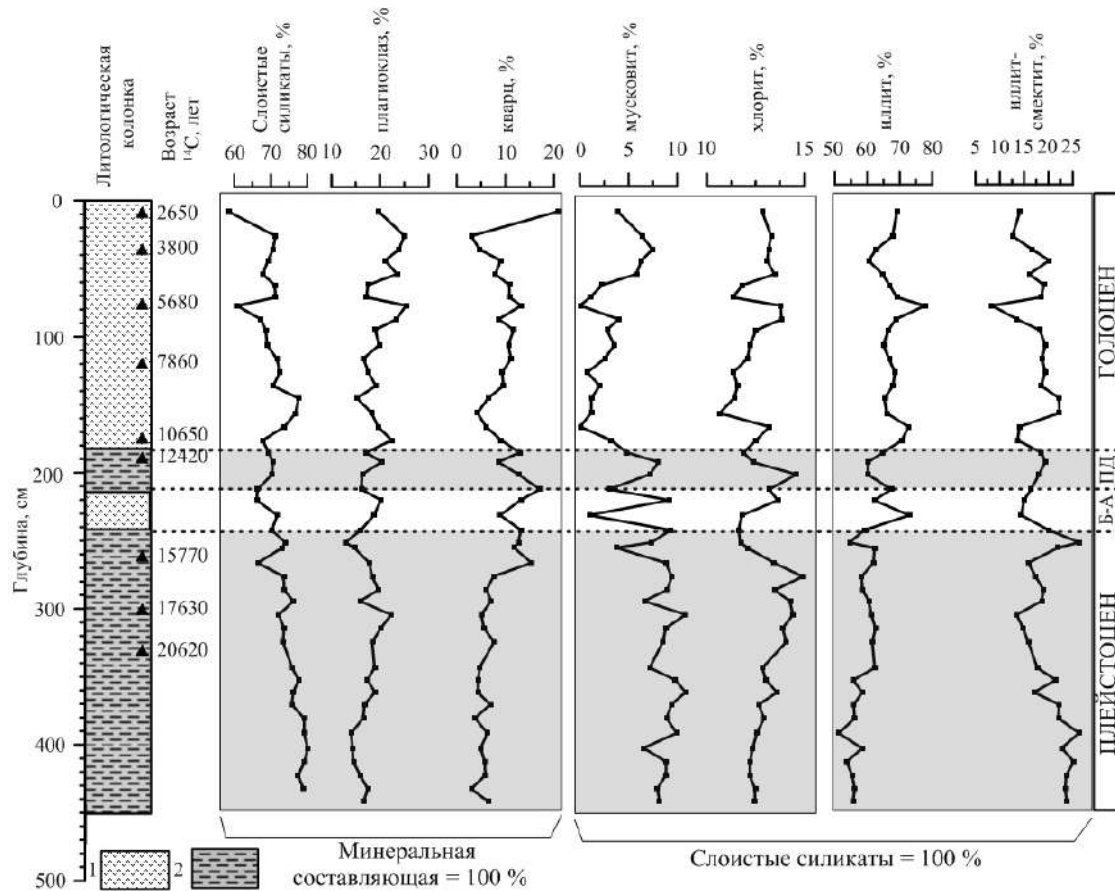 Литологическая
колонка
Возраст
¹⁴C, лет
Слоистые
силикаты, %
плагиоклаз, %
кварц, %
мусковит, %
хлорит, %
иллит, %
иллит-
смектит, %
60 70 80 10 20 30 0 10 20
0 5 10 10 15
50 60 70 80 5 10 15 20 25
0
100
200
300
400
500
Глубина, см
2650
3800
5680
7860
10650
12420
15770
17630
20620
ГОЛОЦЕН
ПД
Б-А
ПЛЕЙСТОЦЕН
1
2
Минеральная
составляющая = 100 %
Слоистые силикаты = 100 %